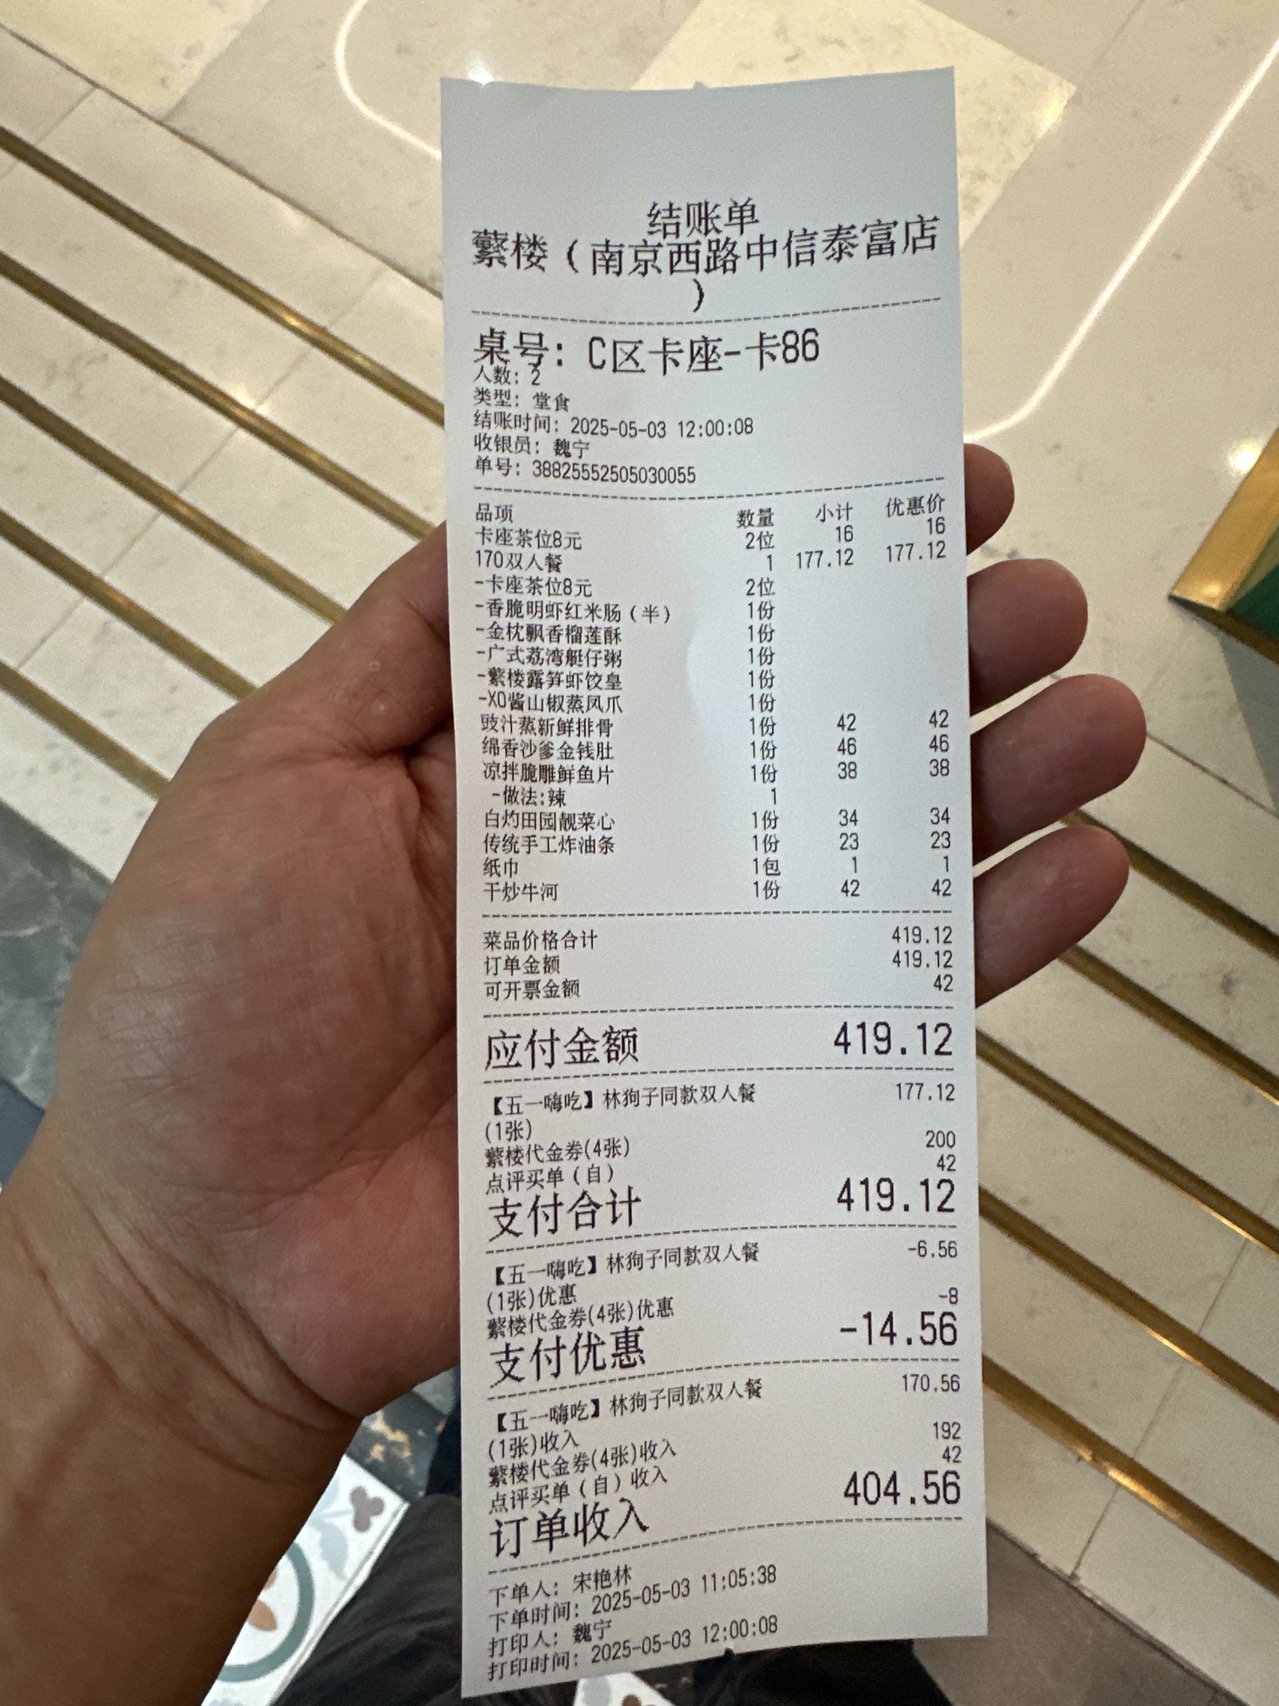 结账单
蘩楼（南京西路中信泰富店
）
桌号：C区卡座-卡86
人数：2
类型：堂食
结账时间：2025-05-03 12:00:08
收银员：魏宁
单号：38825552505030055
品项 数量 小计 优惠价
卡座茶位8元 2位 16 16
170双人餐 1 177.12 177.12
-卡座茶位8元 2位
-香脆明虾红米肠（半） 1份
-金枕飘香榴莲酥 1份
-广式荔湾艇仔粥 1份
-蘩楼露笋虾饺皇 1份
-XO酱山椒蒸凤爪 1份
豉汁蒸新鲜排骨 1份 42 42
绵香沙爹金钱肚 1份 46 46
凉拌脆雕鲜鱼片 1份 38 38
-做法:辣 1
白灼田园靓菜心 1份 34 34
传统手工炸油条 1份 23 23
纸巾 1包 1 1
干炒牛河 1份 42 42
菜品价格合计 419.12
订单金额 419.12
可开票金额 42
应付金额 419.12
【五一嗨吃】林狗子同款双人餐 177.12
(1张)
蘩楼代金券(4张) 200
点评买单（自） 42
支付合计 419.12
【五一嗨吃】林狗子同款双人餐 -6.56
(1张)优惠
蘩楼代金券(4张)优惠 -8
支付优惠 -14.56
【五一嗨吃】林狗子同款双人餐 170.56
(1张)收入
蘩楼代金券(4张)收入 192
点评买单（自）收入 42
订单收入 404.56
下单人：宋艳林
下单时间：2025-05-03 11:05:38
打印人：魏宁
打印时间：2025-05-03 12:00:08